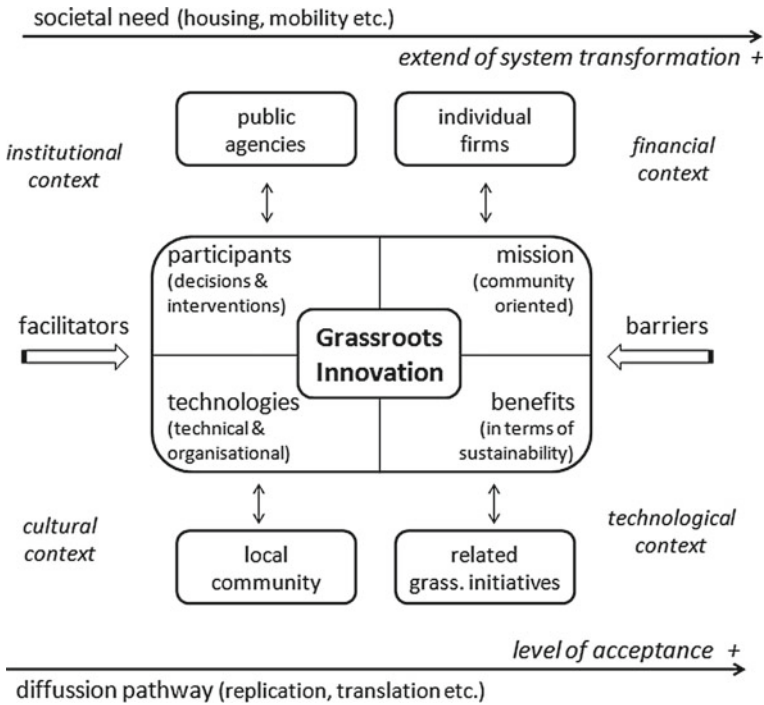 societal need (housing, mobility etc.)
extend of system transformation +
public
agencies
individual
firms
institutional
context
financial
context
participants
(decisions &
interventions)
mission
(community
oriented)
facilitators
Grassroots
Innovation
barriers
technologies
(technical &
organisational)
benefits
(in terms of
sustainability)
cultural
context
local
community
related
grass. initiatives
technological
context
level of acceptance +
diffussion pathway (replication, translation etc.)